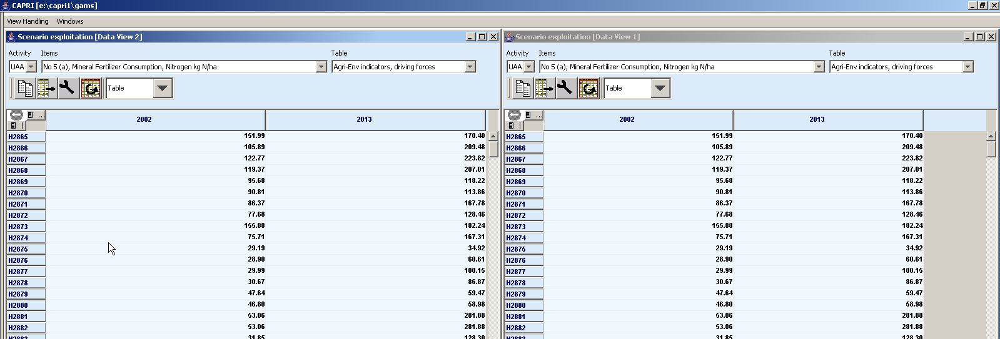 CAPRI [e:\capri1\gams]
View Handling Windows
Scenario exploitation [Data View 2]
Activity Items Table
UAA No 5 (a), Mineral Fertilizer Consumption, Nitrogen kg N/ha Agri-Env indicators, driving forces
Table
... 2002 2013
H2865 151.99 170.40
H2866 105.89 209.48
H2867 122.77 223.82
H2868 119.37 207.01
H2869 95.68 118.22
H2870 90.81 113.86
H2871 86.37 167.78
H2872 77.68 128.46
H2873 155.88 182.24
H2874 75.71 167.31
H2875 29.19 34.92
H2876 28.90 60.61
H2877 29.99 100.15
H2878 30.67 86.87
H2879 47.64 59.47
H2880 46.80 58.98
H2881 53.06 281.88
H2882 53.06 281.88
H2883 31.85 128.30
Scenario exploitation [Data View 1]
Activity Items Table
UAA No 5 (a), Mineral Fertilizer Consumption, Nitrogen kg N/ha Agri-Env indicators, driving forces
Table
... 2002 2013
H2865 151.99 170.40
H2866 105.89 209.48
H2867 122.77 223.82
H2868 119.37 207.01
H2869 95.68 118.22
H2870 90.81 113.86
H2871 86.37 167.78
H2872 77.68 128.46
H2873 155.88 182.24
H2874 75.71 167.31
H2875 29.19 34.92
H2876 28.90 60.61
H2877 29.99 100.15
H2878 30.67 86.87
H2879 47.64 59.47
H2880 46.80 58.98
H2881 53.06 281.88
H2882 53.06 281.88
H2883 31.85 128.30